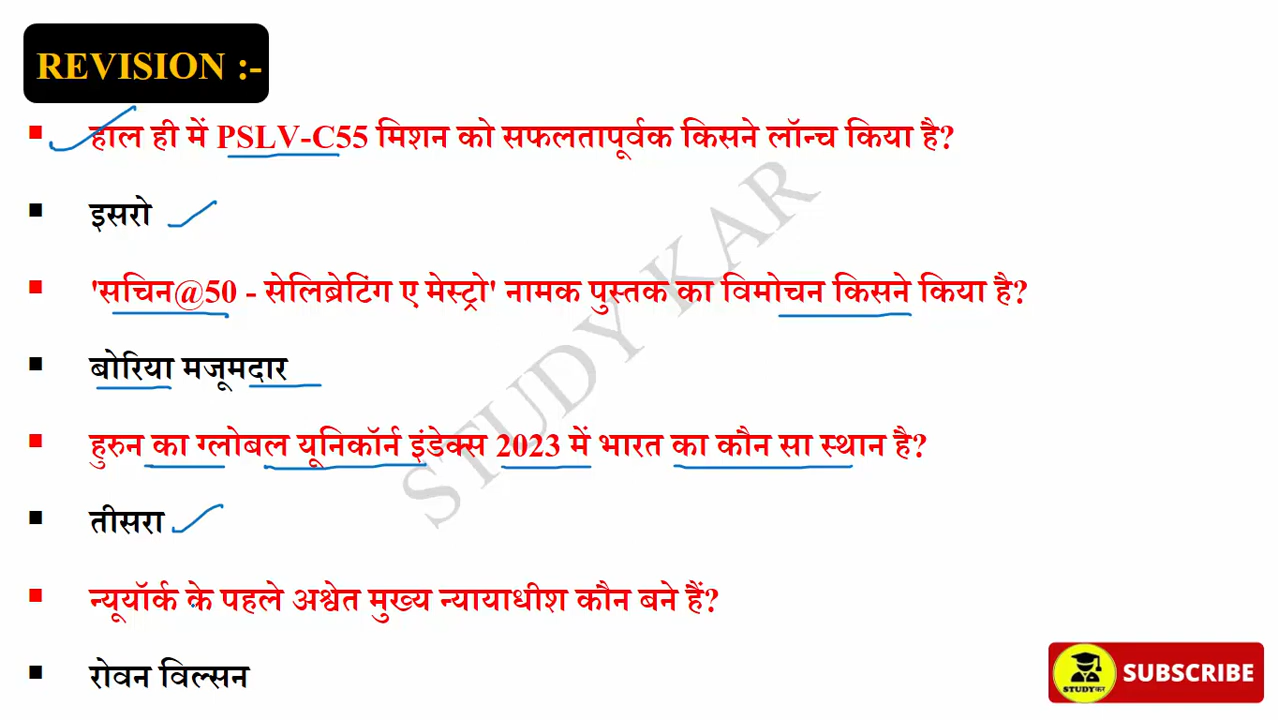 REVISION :-
हाल ही में PSLV-C55 मिशन को सफलतापूर्वक किसने लॉन्च किया है?
इसरो
'सचिन@50 - सेलिब्रेटिंग ए मेस्ट्रो' नामक पुस्तक का विमोचन किसने किया है?
बोरिया मजूमदार
हुरुन का ग्लोबल यूनिकॉर्न इंडेक्स 2023 में भारत का कौन सा स्थान है?
तीसरा
न्यूयॉर्क के पहले अश्वेत मुख्य न्यायाधीश कौन बने हैं?
रोवन विल्सन
STUDY KAR
STUDYकर
SUBSCRIBE